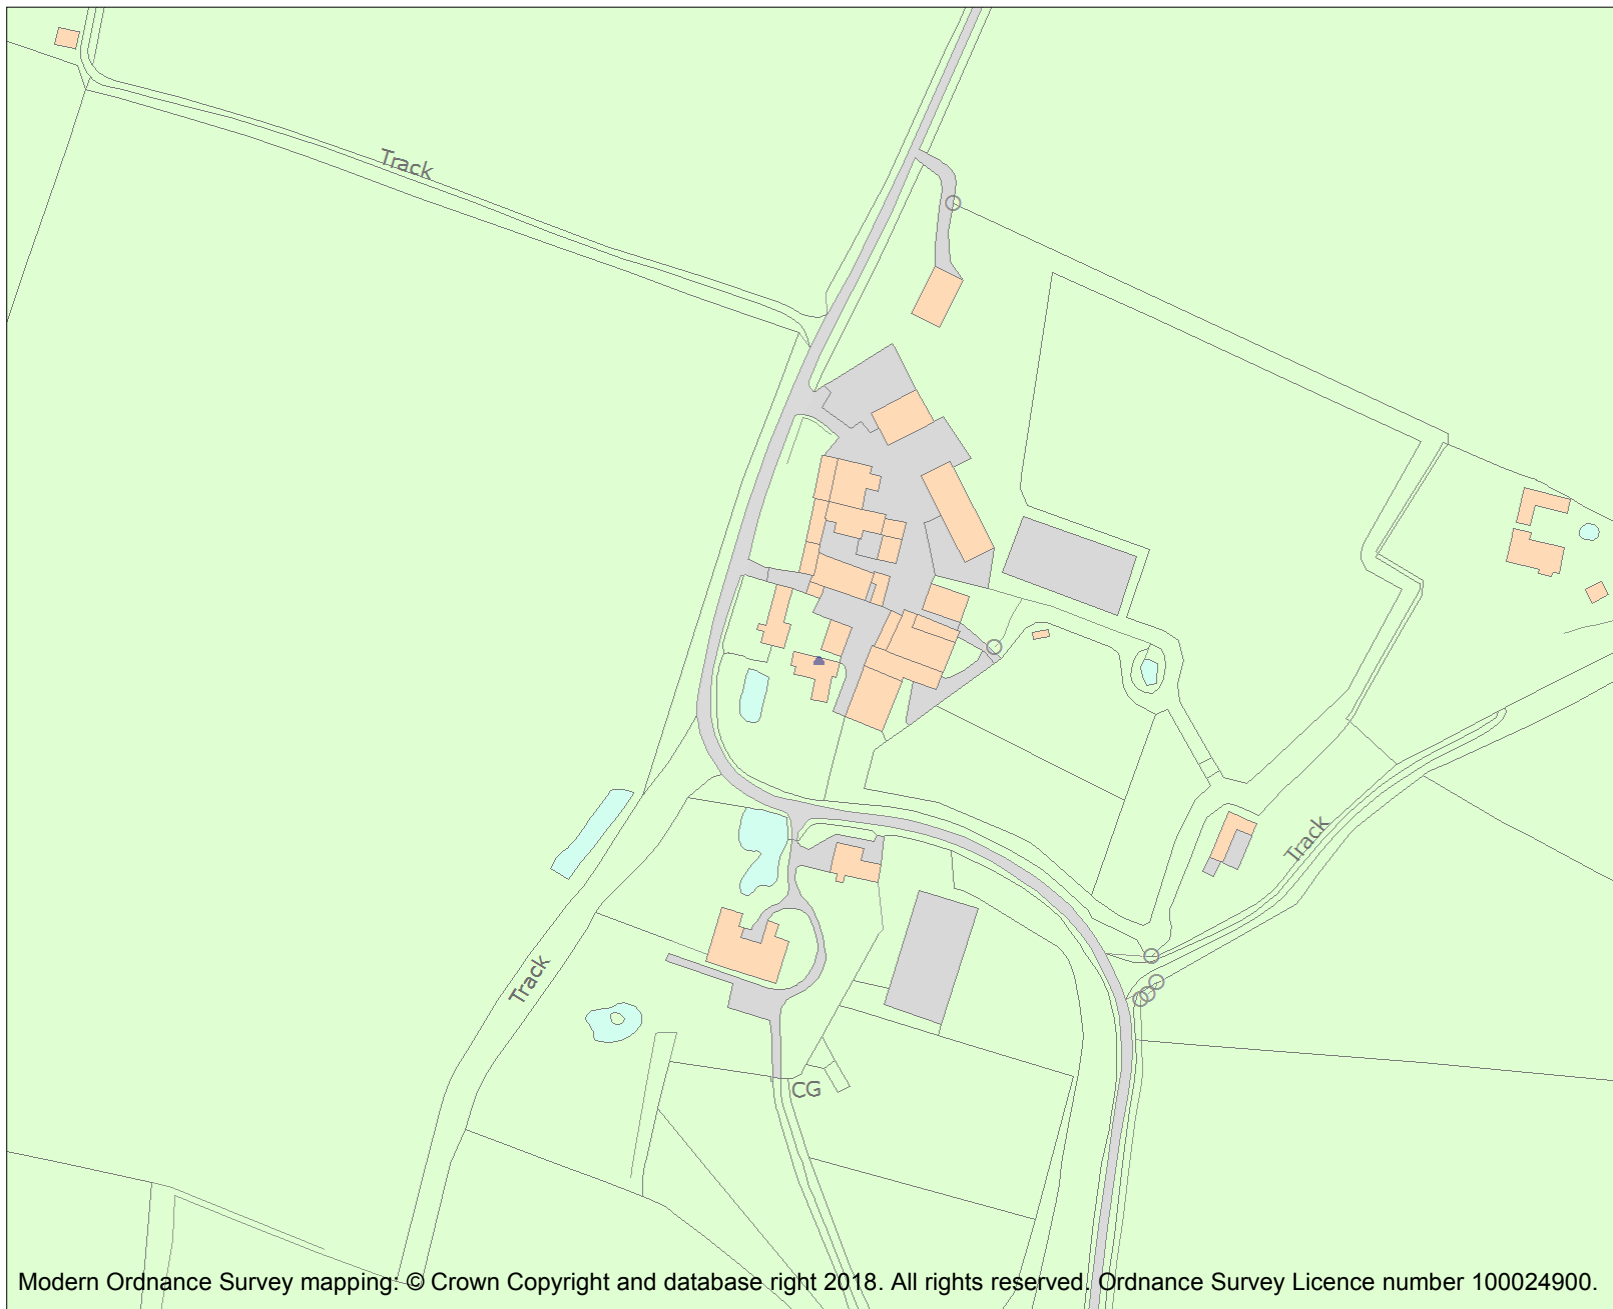 Track
Track
Track
CG
Modern Ordnance Survey mapping: © Crown Copyright and database right 2018. All rights reserved. Ordnance Survey Licence number 100024900.